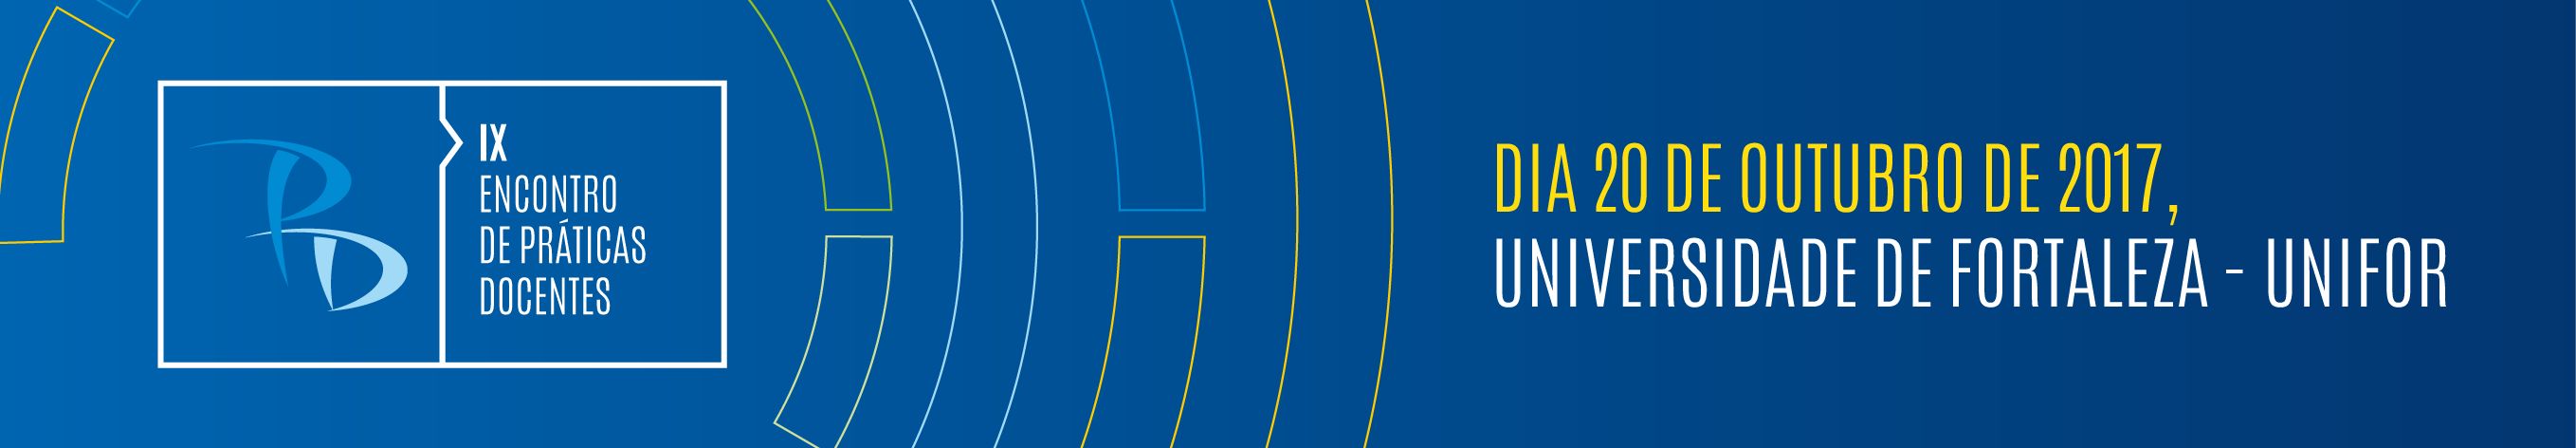 IX
ENCONTRO
DE PRÁTICAS
DOCENTES
DIA 20 DE OUTUBRO DE 2017,
UNIVERSIDADE DE FORTALEZA - UNIFOR